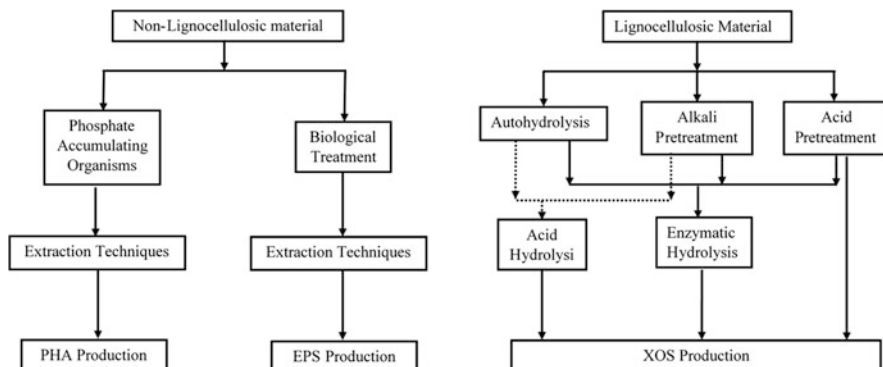 Non-Lignocellulosic material
Phosphate
Accumulating
Organisms
Biological
Treatment
Extraction Techniques
Extraction Techniques
PHA Production
EPS Production
Lignocellulosic Material
Autohydrolysis
Alkali
Pretreatment
Acid
Pretreatment
Acid
Hydrolysi
Enzymatic
Hydrolysis
XOS Production